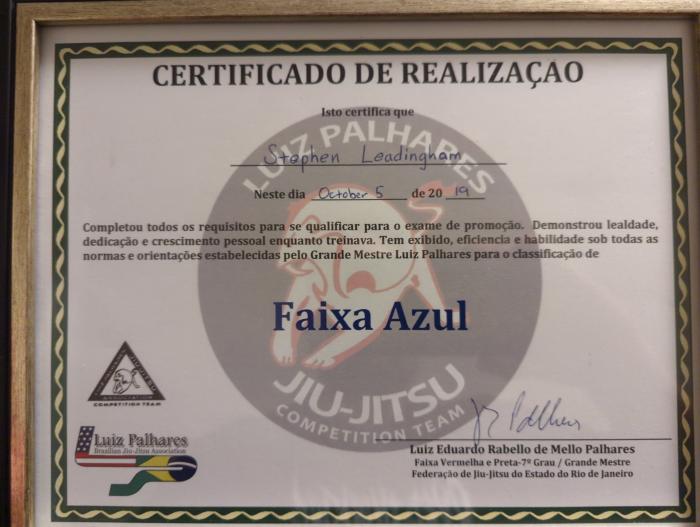 CERTIFICADO DE REALIZAÇÃO
Isto certifica que
LUIZ PALHARES
Stephen Leadingham
Neste dia October 5 de 20 19
Completou todos os requisitos para se qualificar para o exame de promoção. Demonstrou lealdade,
dedicação e crescimento pessoal enquanto treinava. Tem exibido, eficiencia e habilidade sob todas as
normas e orientações estabelecidas pelo Grande Mestre Luiz Palhares para o classificação de
Faixa Azul
JIU-JITSU
COMPETITION TEAM
COMPETITION TEAM
Luiz Palhares
Brazilian Jiu-Jitsu Association
Luiz Eduardo Rabello de Mello Palhares
Faixa Vermelha e Preta-7º Grau / Grande Mestre
Federação de Jiu-Jitsu do Estado do Rio de Janeiro